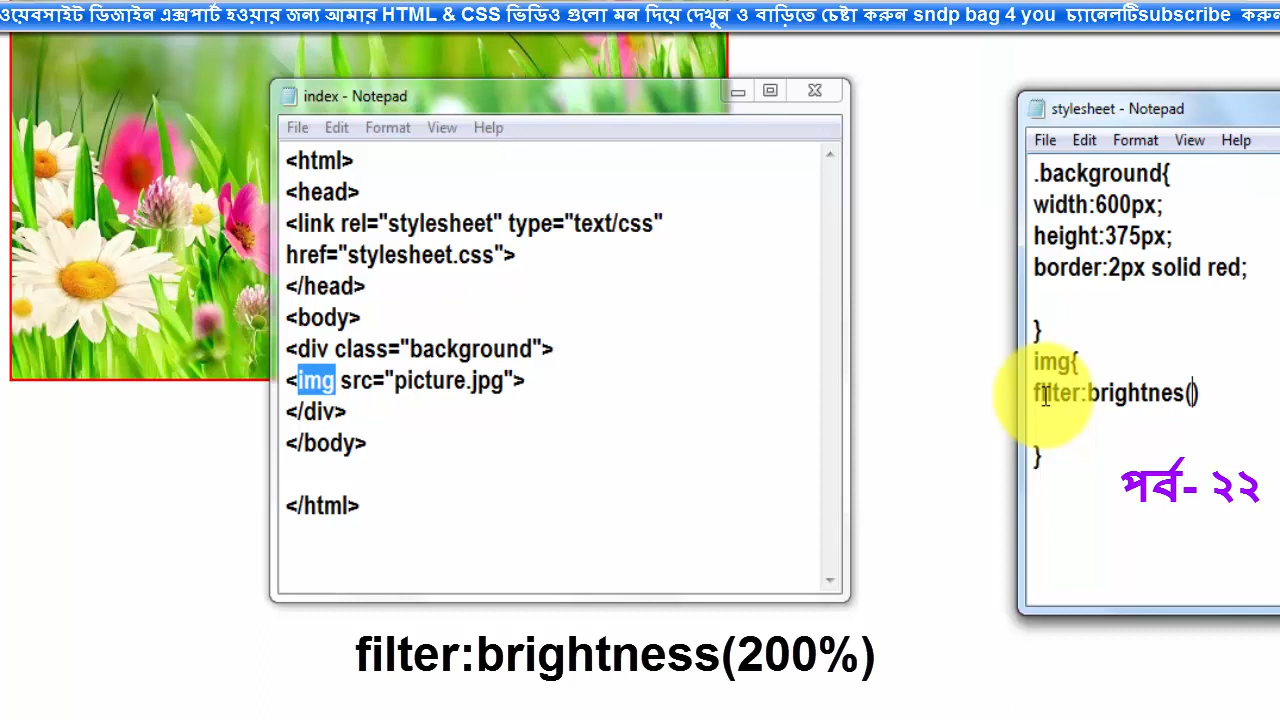 ওয়েবসাইট ডিজাইন এক্সপার্ট হওয়ার জন্য আমার HTML & CSS ভিডিও গুলো মন দিয়ে দেখুন ও বাড়িতে চেষ্টা করুন sndp bag 4 you চ্যানেলটিsubscribe করুন
index - Notepad
File Edit Format View Help
<html>
<head>
<link rel="stylesheet" type="text/css"
href="stylesheet.css">
</head>
<body>
<div class="background">
<img src="picture.jpg">
</div>
</body>
</html>
stylesheet - Notepad
File Edit Format View Help
.background{
width:600px;
height:375px;
border:2px solid red;
}
img{
filter:brightnes()
}
পর্ব- ২২
filter:brightness(200%)